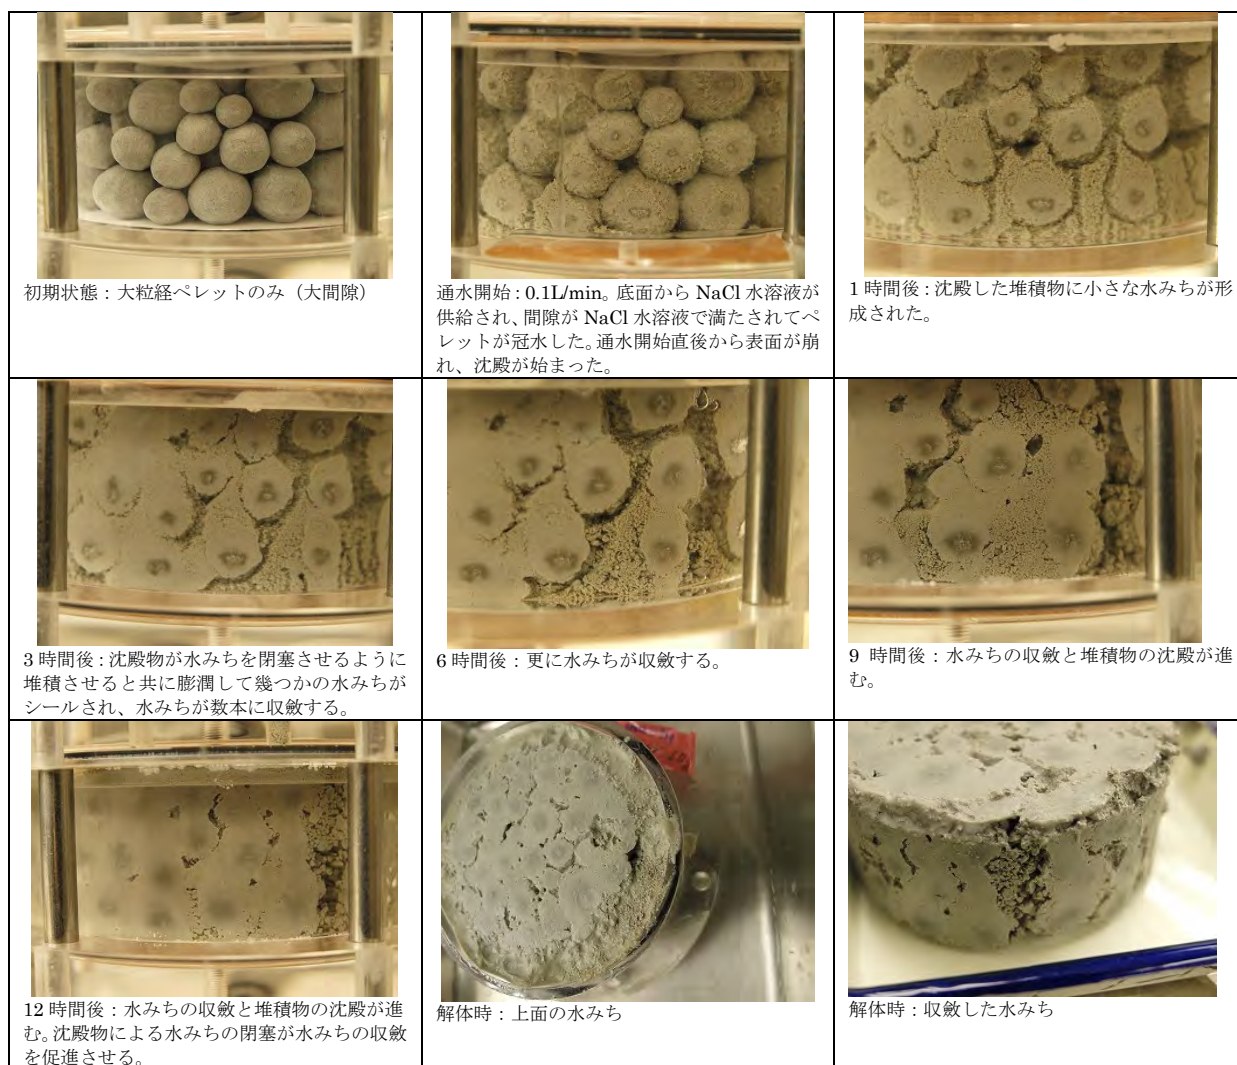 初期状態：大粒経ペレットのみ（大間隙）
通水開始：0.1L/min。底面から NaCl 水溶液が
供給され、間隙が NaCl 水溶液で満たされてペ
レットが冠水した。通水開始直後から表面が崩
れ、沈殿が始まった。
1 時間後：沈殿した堆積物に小さな水みちが形
成された。
3 時間後：沈殿物が水みちを閉塞させるように
堆積させると共に膨潤して幾つかの水みちが
シールされ、水みちが数本に収斂する。
6 時間後：更に水みちが収斂する。
9 時間後：水みちの収斂と堆積物の沈殿が進
む。
12 時間後：水みちの収斂と堆積物の沈殿が進
む。沈殿物による水みちの閉塞が水みちの収斂
を促進させる。
解体時：上面の水みち
解体時：収斂した水みち